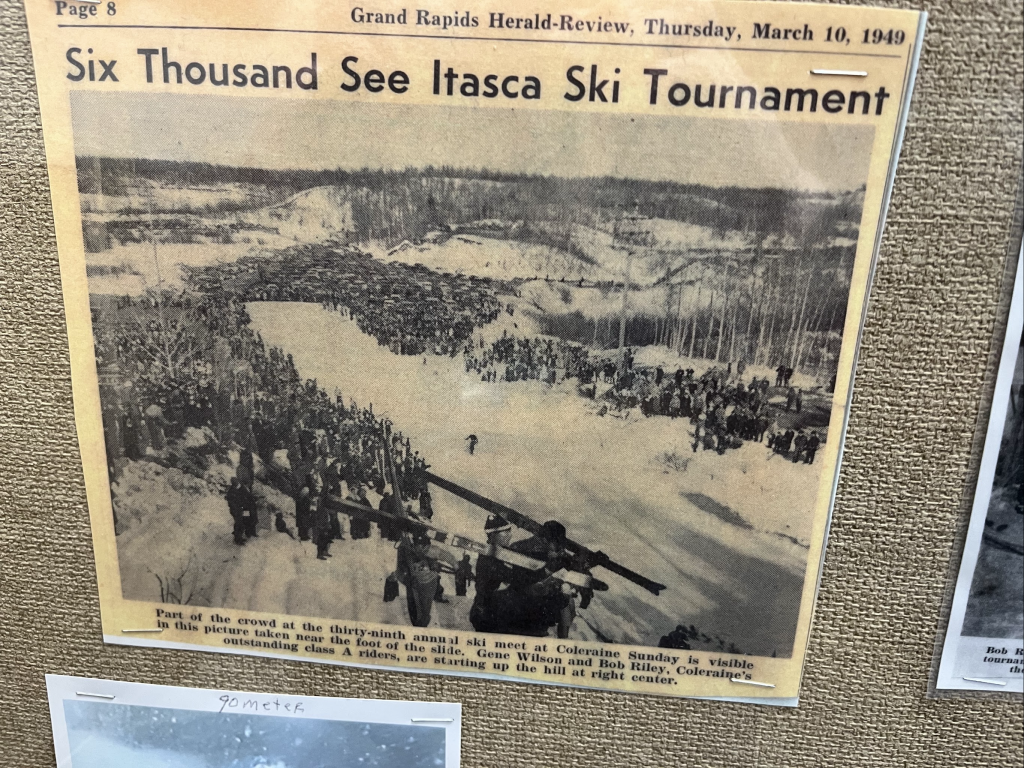 Page 8
Grand Rapids Herald-Review, Thursday, March 10, 1949
Six Thousand See Itasca Ski Tournament
Part of the crowd at the thirty-ninth annual ski meet at Coleraine Sunday is visible
in this picture taken near the foot of the slide. Gene Wilson and Bob Riley, Coleraine's
outstanding class A riders, are starting up the hill at right center.
90 meter
Bob R
tourna
th